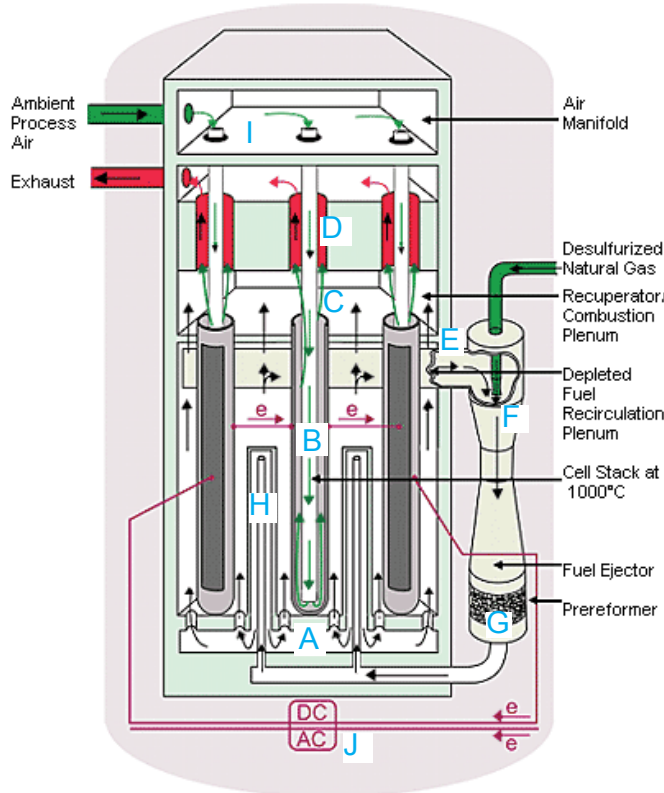 Ambient
Process
Air
Exhaust
I
Air
Manifold
D
Desulfurized
Natural Gas
C
Recuperator/
Combustion
Plenum
E
Depleted
Fuel
Recirculation
Plenum
F
e
e
B
Cell Stack at
1000°C
H
Fuel Ejector
Prereformer
G
A
DC
AC
J
e
e